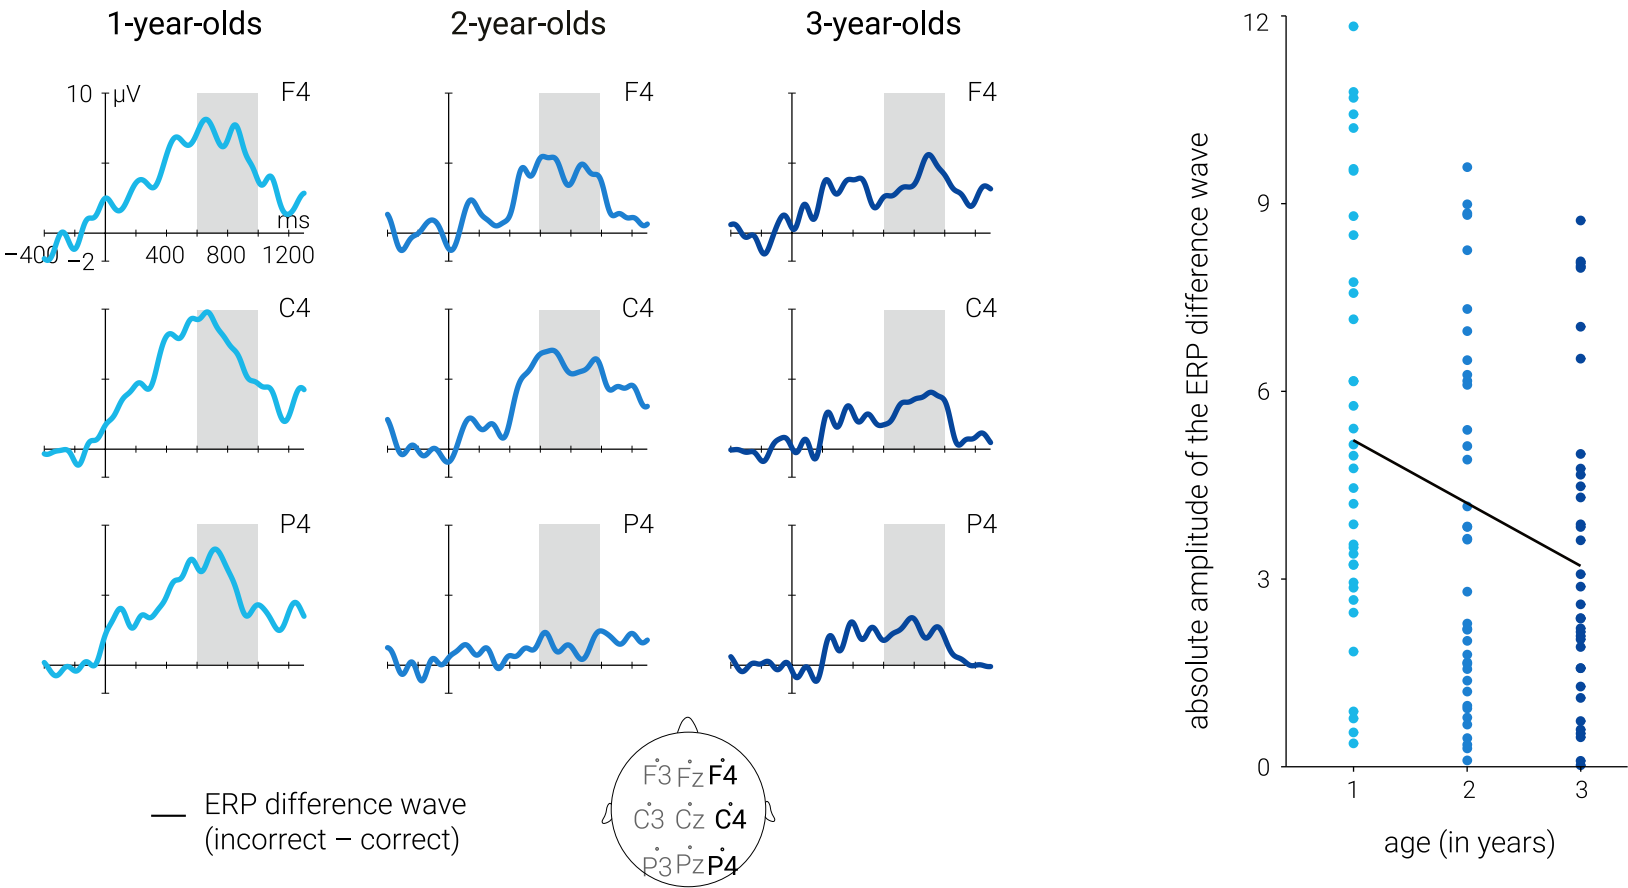 1-year-olds
2-year-olds
3-year-olds
10 µV
F4
F4
F4
ms
−400
−2
400
800
1200
C4
C4
C4
P4
P4
P4
ERP difference wave
(incorrect – correct)
F3 Fz F4
C3 Cz C4
P3 Pz P4
absolute amplitude of the ERP difference wave
12
9
6
3
0
1
2
3
age (in years)